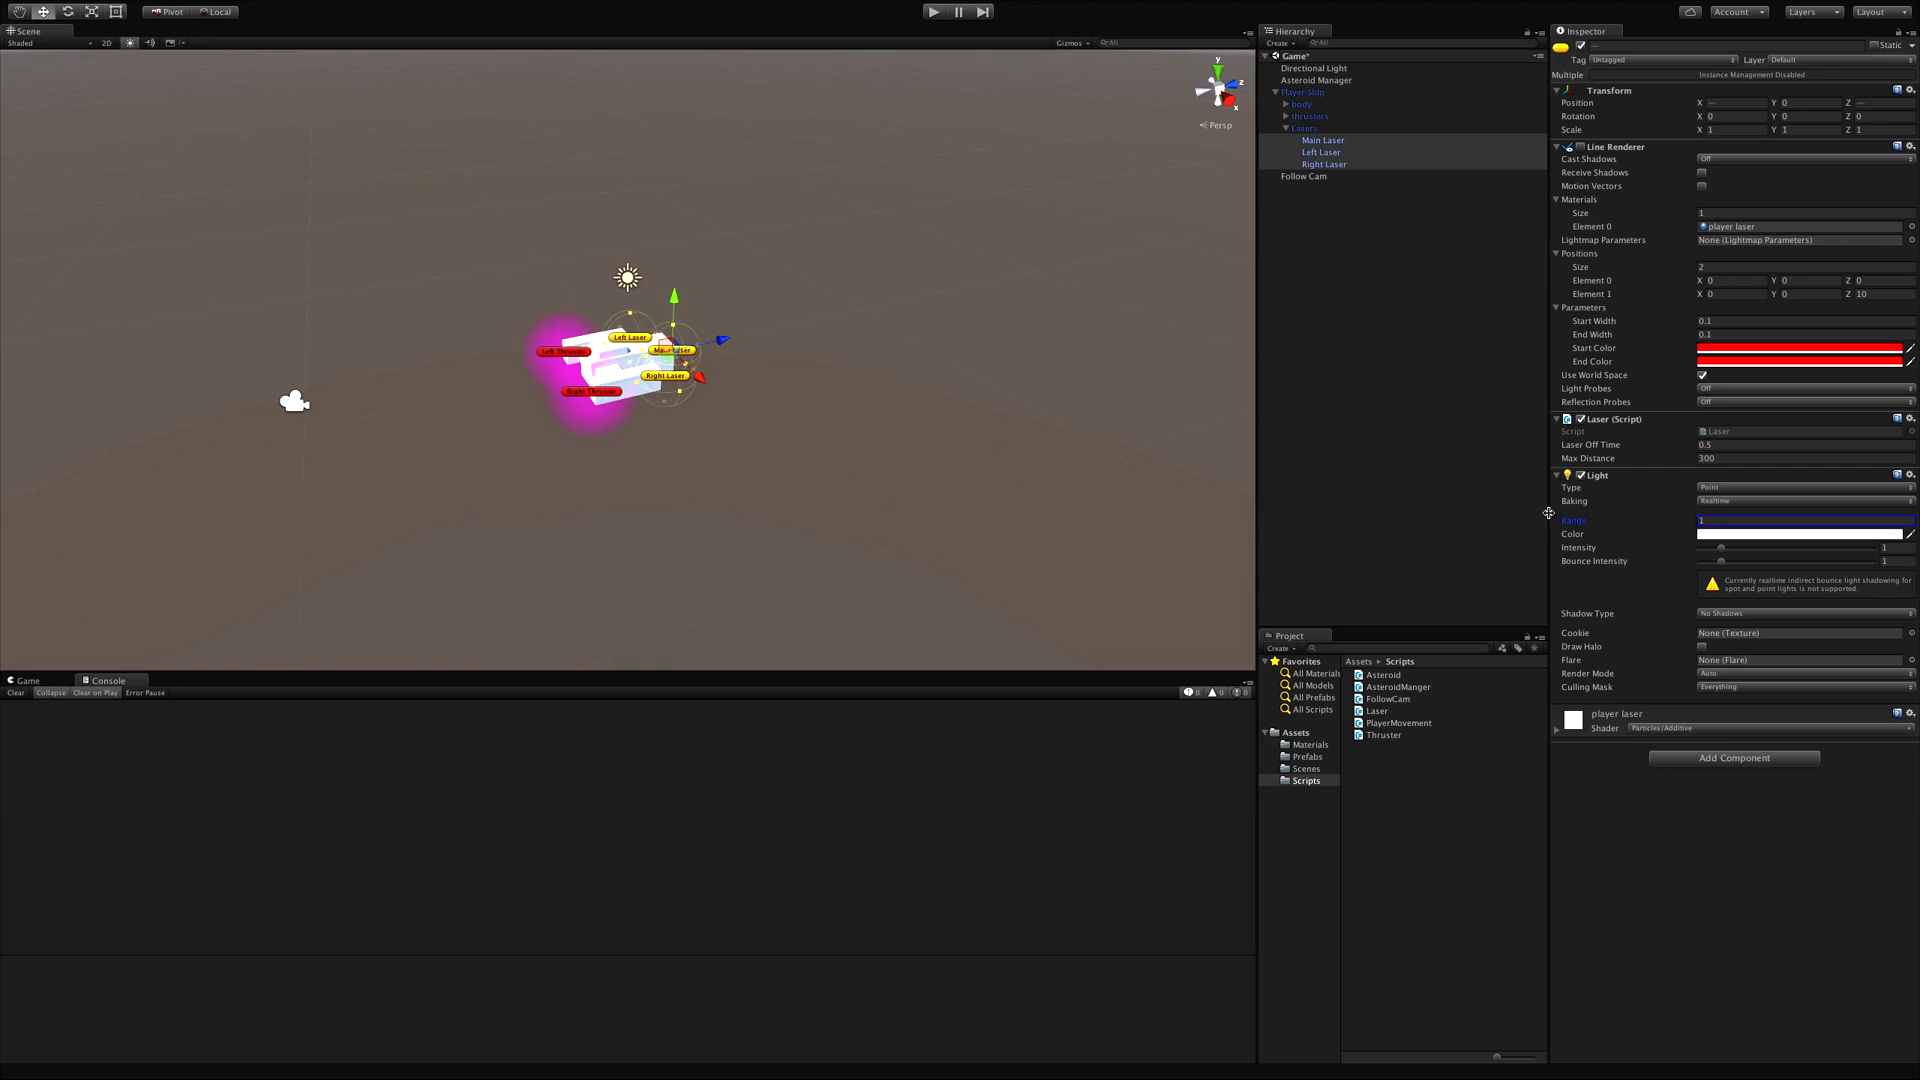 Pivot Local Account Layers Layout
Scene
Shaded 2D Gizmos All
y
z
x
Persp
Left Laser
Main Laser
Left Thruster
Right Laser
Right Thruster
Hierarchy
Create All
Game*
Directional Light
Asteroid Manager
Player Ship
body
thrusters
Lasers
Main Laser
Left Laser
Right Laser
Follow Cam
Inspector
— Static
Tag Untagged Layer Default
Multiple Instance Management Disabled
Transform
Position X — Y 0 Z —
Rotation X 0 Y 0 Z 0
Scale X 1 Y 1 Z 1
Line Renderer
Cast Shadows Off
Receive Shadows
Motion Vectors
Materials
Size 1
Element 0 player laser
Lightmap Parameters None (Lightmap Parameters)
Positions
Size 2
Element 0 X 0 Y 0 Z 0
Element 1 X 0 Y 0 Z 10
Parameters
Start Width 0.1
End Width 0.1
Start Color
End Color
Use World Space
Light Probes Off
Reflection Probes Off
Laser (Script)
Script Laser
Laser Off Time 0.5
Max Distance 300
Light
Type Point
Baking Realtime
Range 1
Color
Intensity 1
Bounce Intensity 1
Currently realtime indirect bounce light shadowing for
spot and point lights is not supported.
Shadow Type No Shadows
Cookie None (Texture)
Draw Halo
Flare None (Flare)
Render Mode Auto
Culling Mask Everything
player laser
Shader Particles/Additive
Add Component
Project
Create
Favorites
All Materials
All Models
All Prefabs
All Scripts
Assets
Materials
Prefabs
Scenes
Scripts
Assets Scripts
Asteroid
AsteroidManger
FollowCam
Laser
PlayerMovement
Thruster
Game Console
Clear Collapse Clear on Play Error Pause 0 0 0